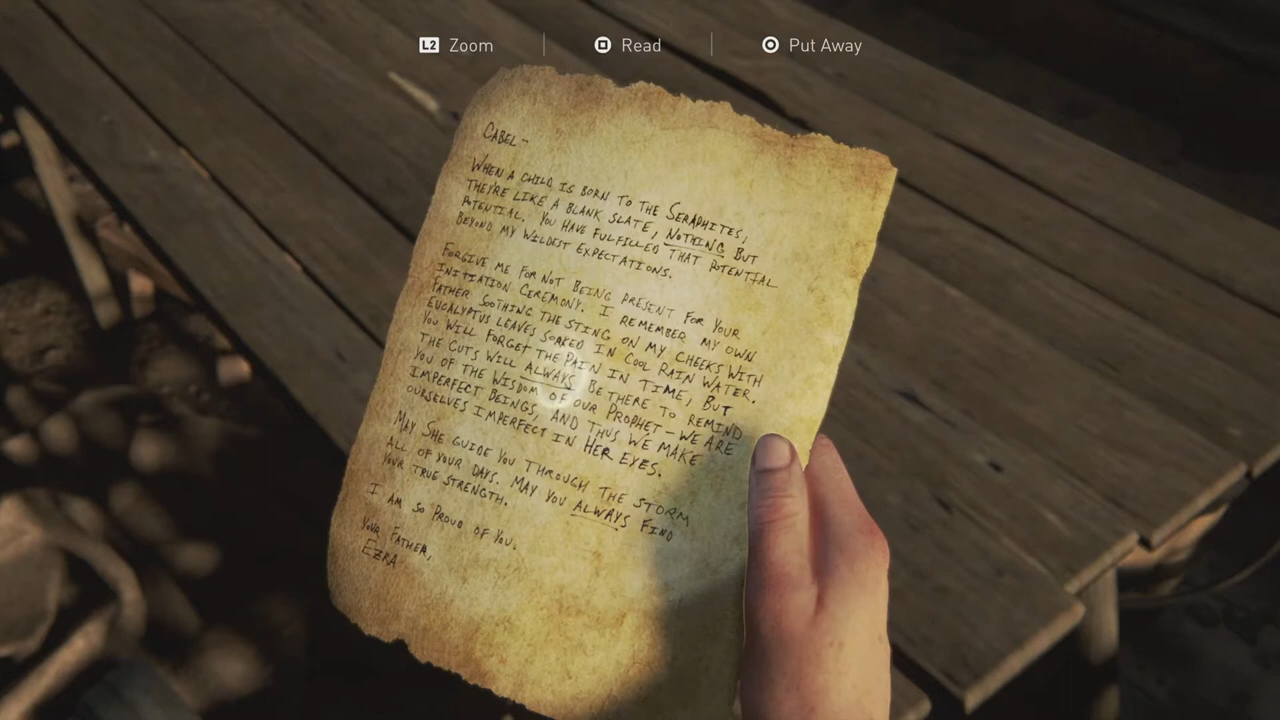 L2 Zoom
Read
Put Away
CABEL-
WHEN A CHILD IS BORN TO THE SERAPHITES,
THEY'RE LIKE A BLANK SLATE, NOTHING BUT
POTENTIAL. YOU HAVE FULFILLED THAT POTENTIAL
BEYOND MY WILDEST EXPECTATIONS.
FORGIVE ME FOR NOT BEING PRESENT FOR YOUR
INITIATION CEREMONY. I REMEMBER MY OWN
FATHER SOOTHING THE STING ON MY CHEEKS WITH
EUCALYPTUS LEAVES SOAKED IN COOL RAIN WATER.
YOU WILL FORGET THE PAIN IN TIME, BUT
THE CUTS WILL ALWAYS BE THERE TO REMIND
YOU OF THE WISDOM OF OUR PROPHET - WE ARE
IMPERFECT BEINGS, AND THUS WE MAKE
OURSELVES IMPERFECT IN HER EYES.
MAY SHE GUIDE YOU THROUGH THE STORM
ALL OF YOUR DAYS. MAY YOU ALWAYS FIND
YOUR TRUE STRENGTH.
I AM SO PROUD OF YOU.
YOUR FATHER,
EZRA